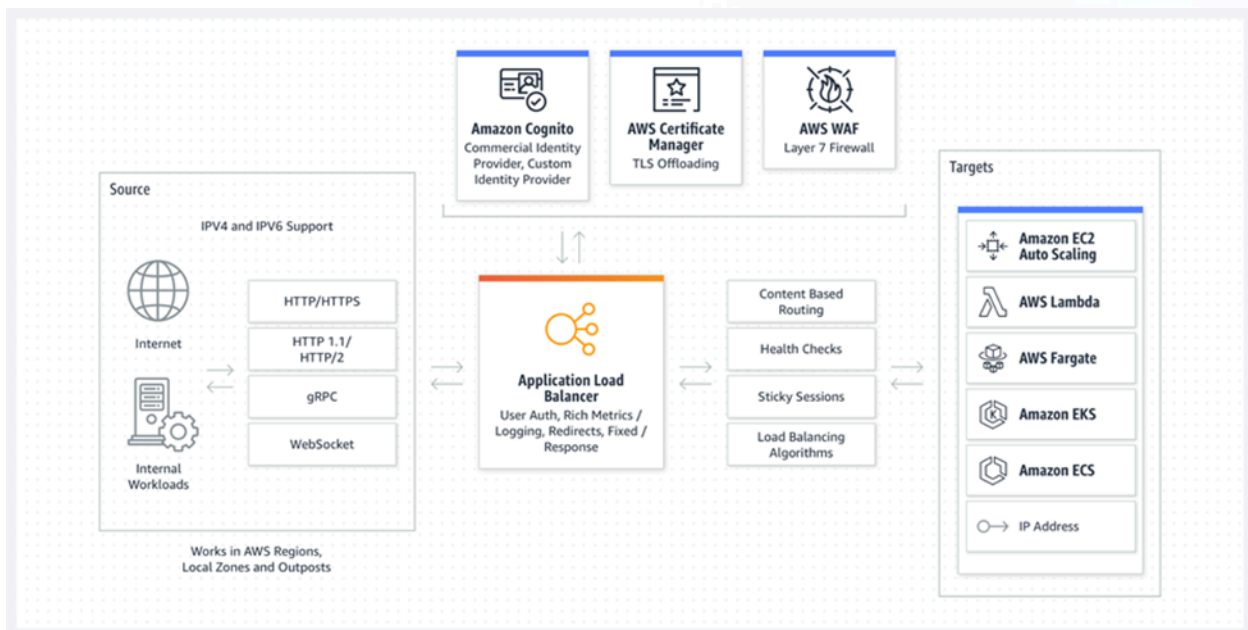 Amazon Cognito
Commercial Identity
Provider, Custom
Identity Provider
AWS Certificate
Manager
TLS Offloading
AWS WAF
Layer 7 Firewall
Source
IPV4 and IPV6 Support
Internet
Internal
Workloads
HTTP/HTTPS
HTTP 1.1/
HTTP/2
gRPC
WebSocket
Works in AWS Regions,
Local Zones and Outposts
Application Load
Balancer
User Auth, Rich Metrics /
Logging, Redirects, Fixed /
Response
Content Based
Routing
Health Checks
Sticky Sessions
Load Balancing
Algorithms
Targets
Amazon EC2
Auto Scaling
AWS Lambda
AWS Fargate
Amazon EKS
Amazon ECS
IP Address